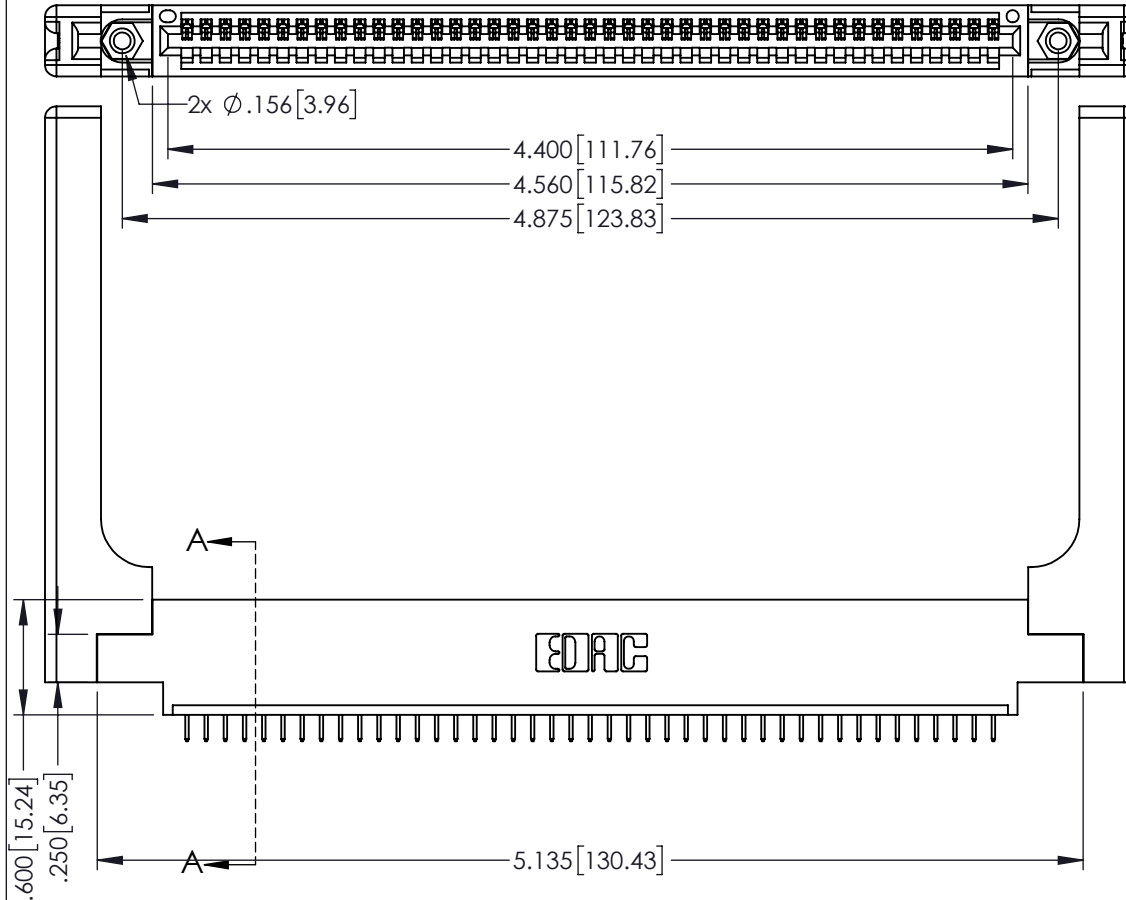 2x ∅.156[3.96]
4.400[111.76]
4.560[115.82]
4.875[123.83]
A
EDAC
.600[15.24]
.250[6.35]
A
5.135[130.43]